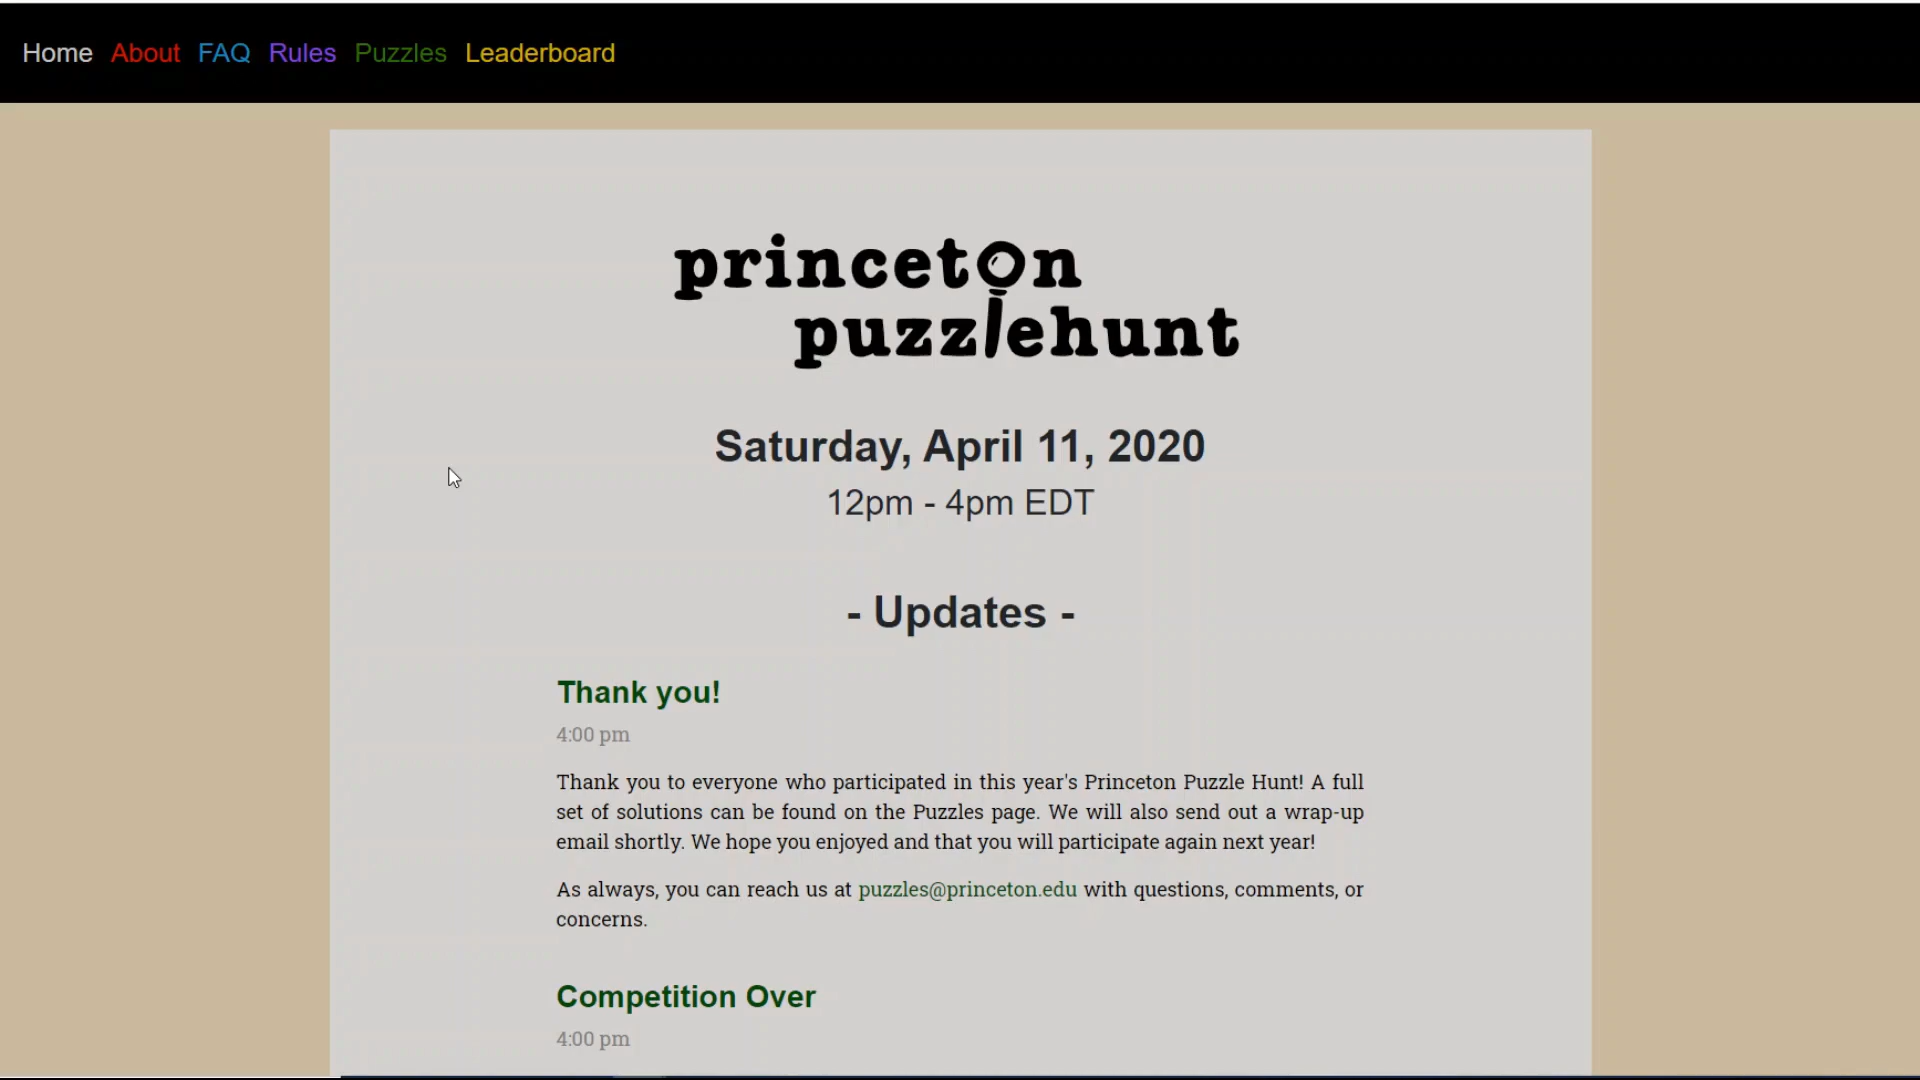 Home About FAQ Rules Puzzles Leaderboard
princeton
puzzlehunt
Saturday, April 11, 2020
12pm - 4pm EDT
- Updates -
Thank you!
4:00 pm
Thank you to everyone who participated in this year's Princeton Puzzle Hunt! A full
set of solutions can be found on the Puzzles page. We will also send out a wrap-up
email shortly. We hope you enjoyed and that you will participate again next year!
As always, you can reach us at puzzles@princeton.edu with questions, comments, or
concerns.
Competition Over
4:00 pm